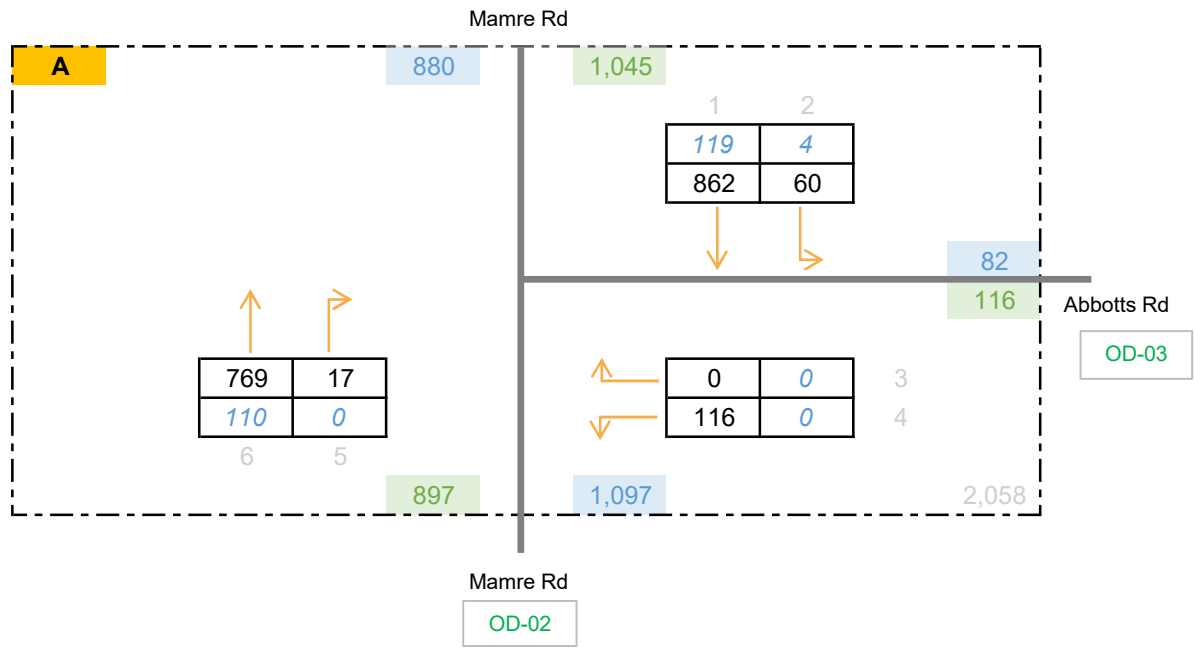 Mamre Rd
A 880 1,045
1 2
119 4
862 60
82
116
Abbotts Rd
OD-03
769 17
110 0
6 5
0 0 3
116 0 4
897 1,097 2,058
Mamre Rd
OD-02